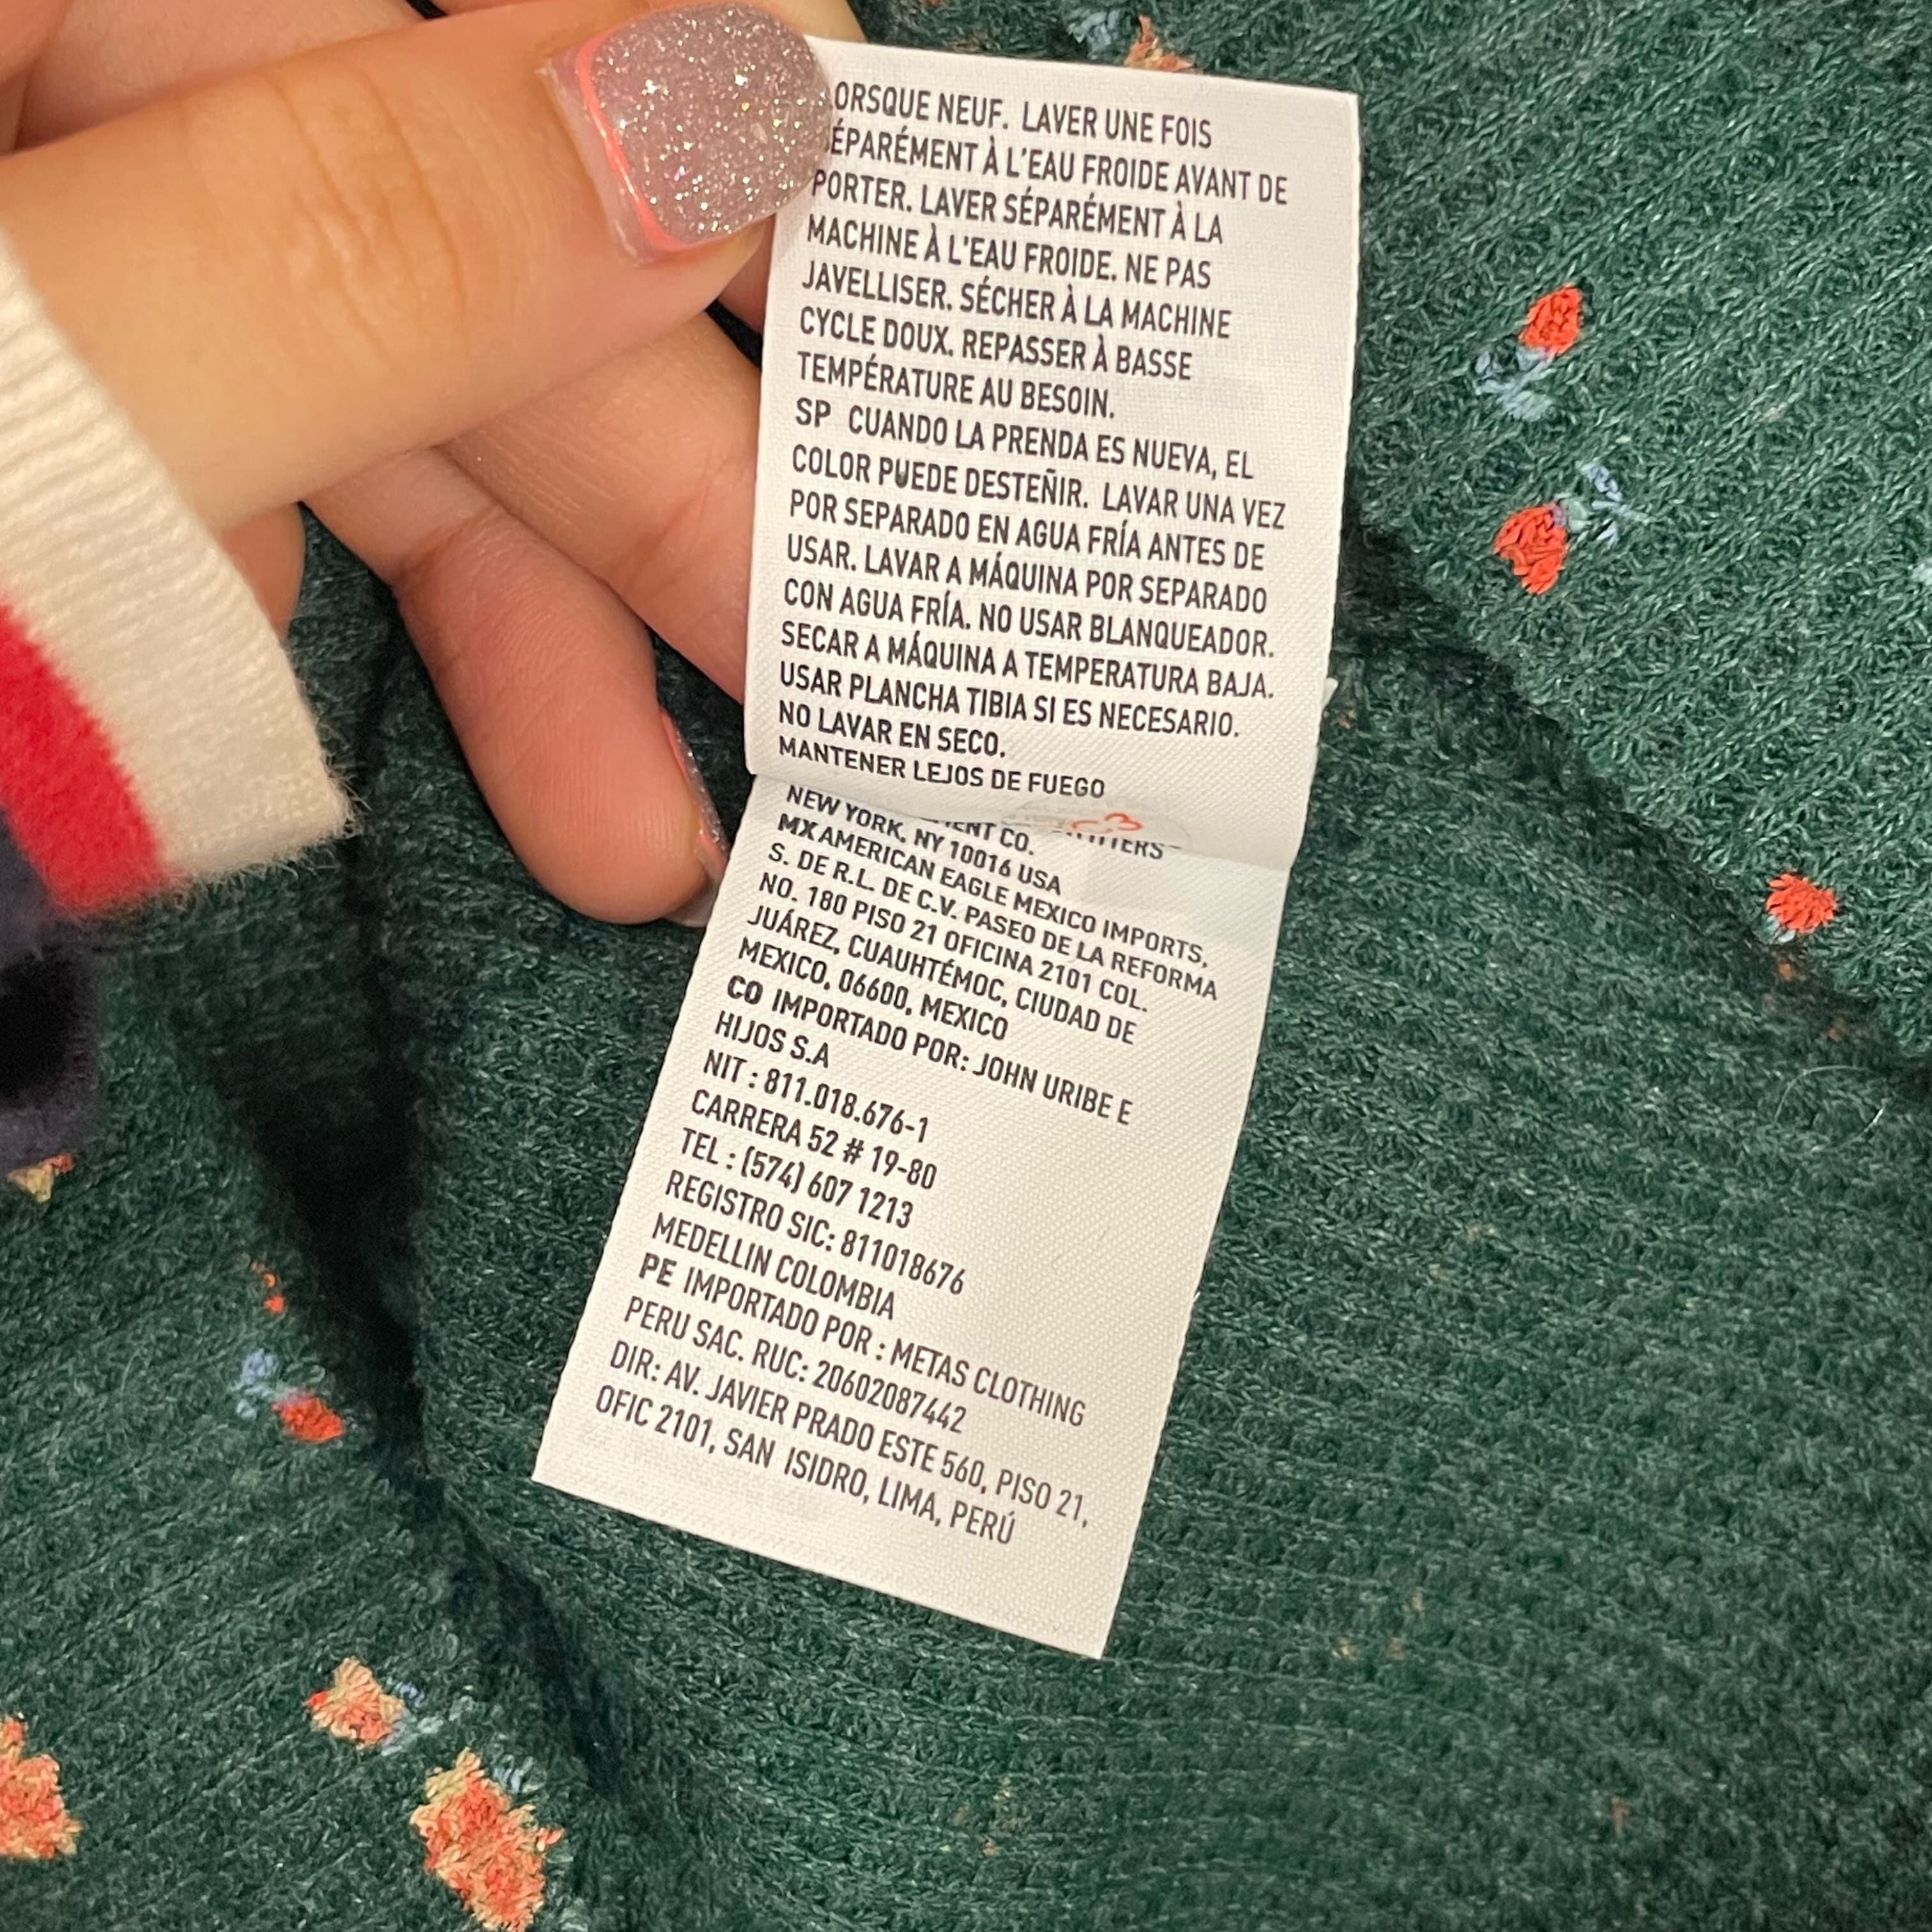 ORSQUE NEUF. LAVER UNE FOIS
ÉPARÉMENT À L'EAU FROIDE AVANT DE
PORTER. LAVER SÉPARÉMENT À LA
MACHINE À L'EAU FROIDE. NE PAS
JAVELLISER. SÉCHER À LA MACHINE
CYCLE DOUX. REPASSER À BASSE
TEMPÉRATURE AU BESOIN.
SP CUANDO LA PRENDA ES NUEVA, EL
COLOR PUEDE DESTEÑIR. LAVAR UNA VEZ
POR SEPARADO EN AGUA FRÍA ANTES DE
USAR. LAVAR A MÁQUINA POR SEPARADO
CON AGUA FRÍA. NO USAR BLANQUEADOR.
SECAR A MÁQUINA A TEMPERATURA BAJA.
USAR PLANCHA TIBIA SI ES NECESARIO.
NO LAVAR EN SECO.
MANTENER LEJOS DE FUEGO
CO.
NEW YORK, NY 10016 USA
MX AMERICAN EAGLE MEXICO IMPORTS,
S. DE R.L. DE C.V. PASEO DE LA REFORMA
NO. 180 PISO 21 OFICINA 2101 COL.
JUÁREZ, CUAUHTÉMOC, CIUDAD DE
MEXICO, 06600, MEXICO
CO IMPORTADO POR: JOHN URIBE E
HIJOS S.A
NIT : 811.018.676-1
CARRERA 52 # 19-80
TEL : (574) 607 1213
REGISTRO SIC: 811018676
MEDELLIN COLOMBIA
PE IMPORTADO POR : METAS CLOTHING
PERU SAC. RUC: 20602087442
DIR: AV. JAVIER PRADO ESTE 560, PISO 21,
OFIC 2101, SAN ISIDRO, LIMA, PERÚ